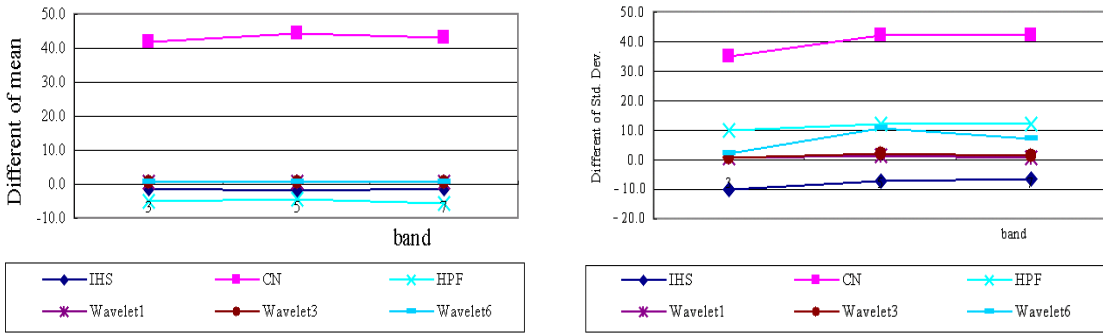 50.0
40.0
30.0
20.0
10.0
0.0
-10.0
Different of mean
3
5
7
band
IHS
CN
HPF
Wavelet1
Wavelet3
Wavelet6
50.0
40.0
30.0
20.0
10.0
0.0
-10.0
-20.0
Different of Std. Dev.
3
band
IHS
CN
HPF
Wavelet1
Wavelet3
Wavelet6